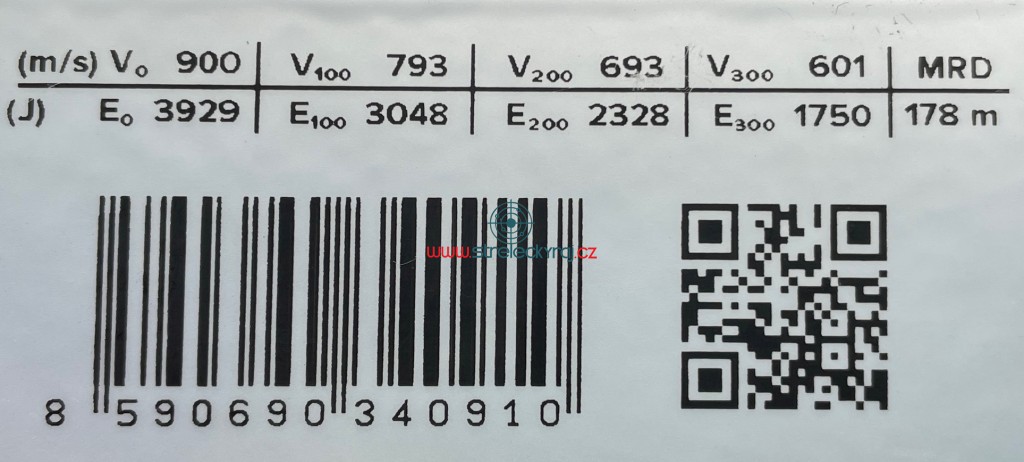 (m/s) V₀ 900 V₁₀₀ 793 V₂₀₀ 693 V₃₀₀ 601 MRD
(J) E₀ 3929 E₁₀₀ 3048 E₂₀₀ 2328 E₃₀₀ 1750 178 m
www.streleckyraj.cz
8 590690 340910